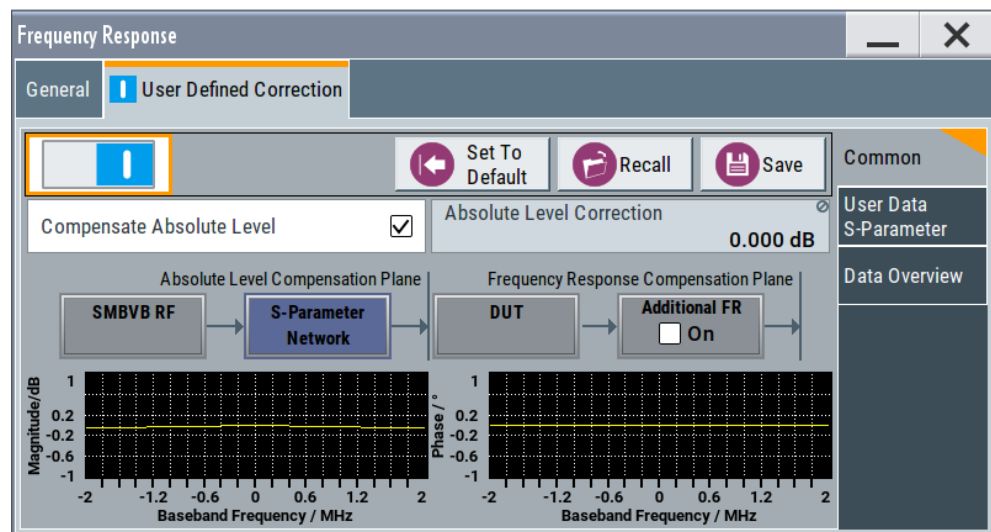 Frequency Response
General
User Defined Correction
Set To
Default
Recall
Save
Common
User Data
S-Parameter
Data Overview
Compensate Absolute Level
Absolute Level Correction
0.000 dB
Absolute Level Compensation Plane
Frequency Response Compensation Plane
SMBVB RF
S-Parameter
Network
DUT
Additional FR
On
Magnitude/dB
1
0.2
-0.2
-0.6
-1
-2 -1.2 -0.6 0 0.6 1.2 2
Baseband Frequency / MHz
Phase / °
1
0.2
-0.2
-0.6
-1
-2 -1.2 -0.6 0 0.6 1.2 2
Baseband Frequency / MHz